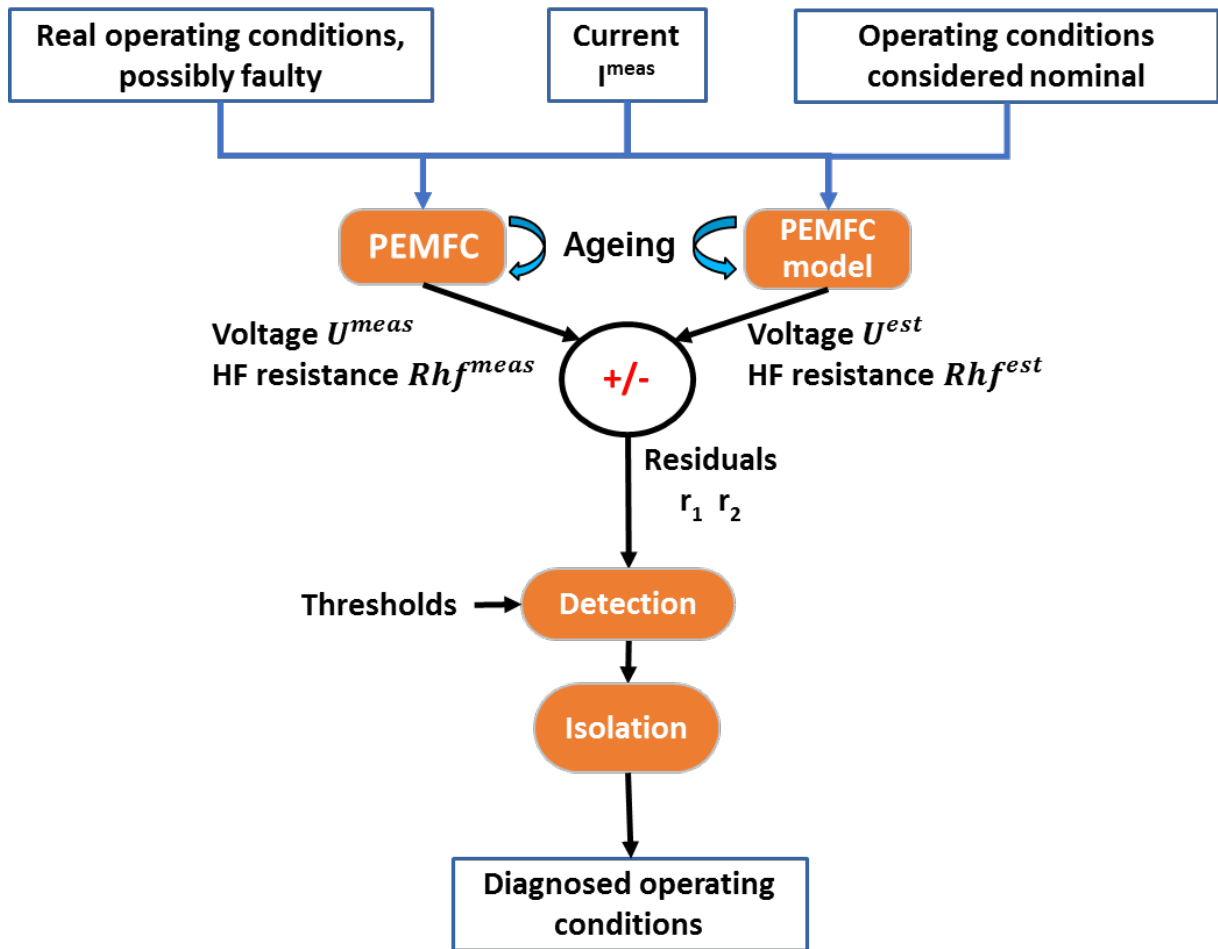 Real operating conditions,
possibly faulty
Current
I^meas
Operating conditions
considered nominal
PEMFC
Ageing
PEMFC
model
Voltage U^meas
HF resistance Rhf^meas
+/-
Voltage U^est
HF resistance Rhf^est
Residuals
r₁ r₂
Thresholds
Detection
Isolation
Diagnosed operating
conditions